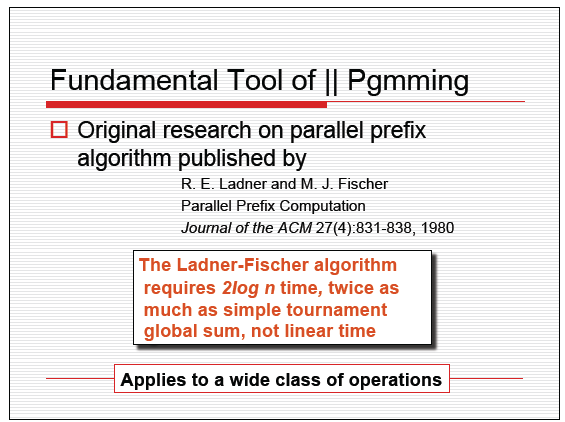 Fundamental Tool of || Pgmming
Original research on parallel prefix
algorithm published by
R. E. Ladner and M. J. Fischer
Parallel Prefix Computation
Journal of the ACM 27(4):831-838, 1980
The Ladner-Fischer algorithm
requires 2log n time, twice as
much as simple tournament
global sum, not linear time
Applies to a wide class of operations